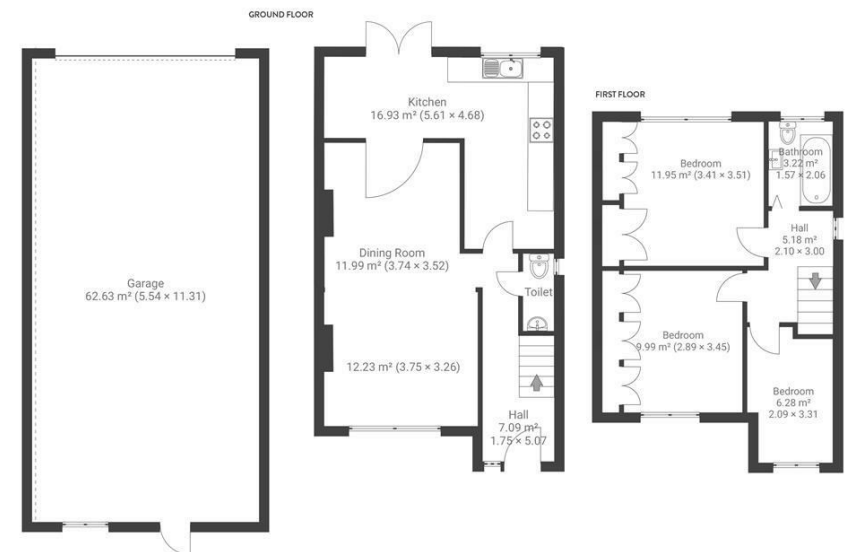 GROUND FLOOR
Garage
62.63 m² (5.54 × 11.31)
Kitchen
16.93 m² (5.61 × 4.68)
Dining Room
11.99 m² (3.74 × 3.52)
Toilet
12.23 m² (3.75 × 3.26)
Hall
7.09 m²
1.75 × 5.07
FIRST FLOOR
Bedroom
11.95 m² (3.41 × 3.51)
Bathroom
3.22 m²
1.57 × 2.06
Hall
5.18 m²
2.10 × 3.00
Bedroom
9.99 m² (2.89 × 3.45)
Bedroom
6.28 m²
2.09 × 3.31